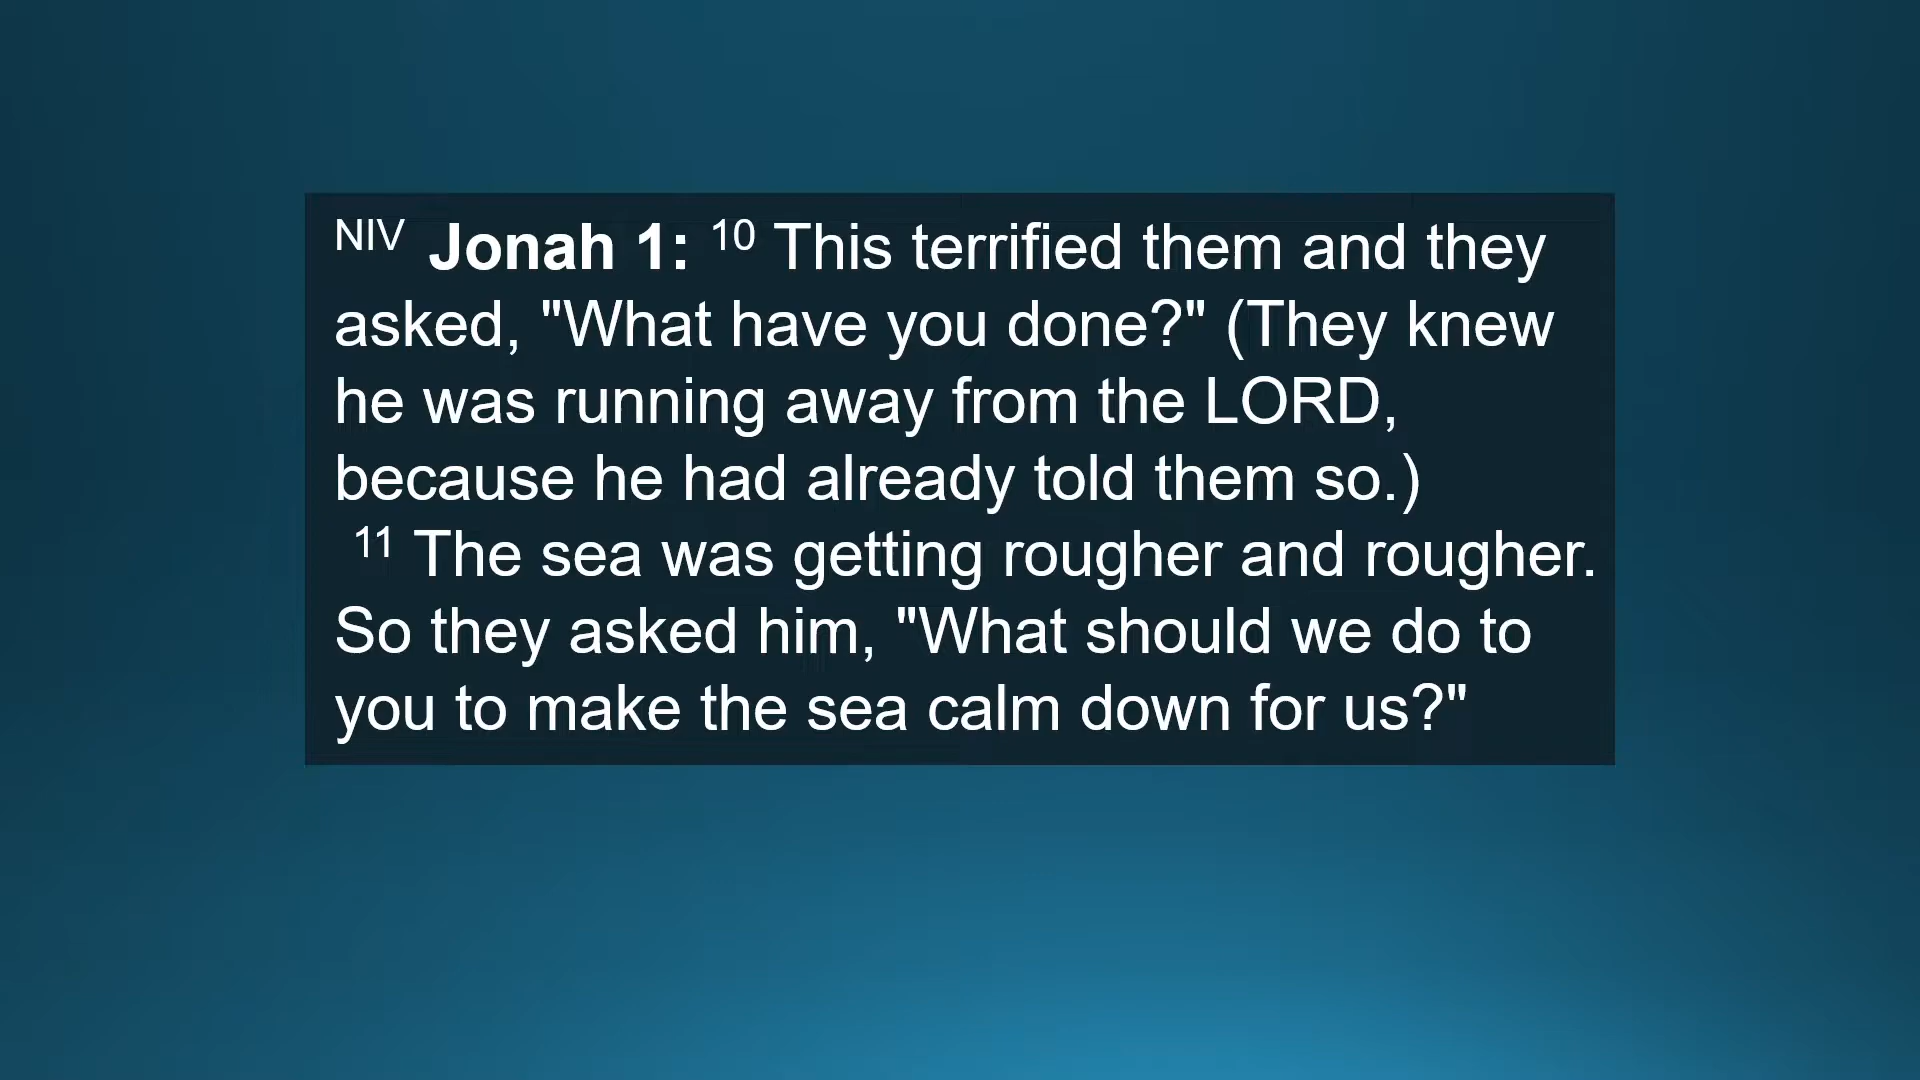 NIV Jonah 1: 10 This terrified them and they
asked, "What have you done?" (They knew
he was running away from the LORD,
because he had already told them so.)
11 The sea was getting rougher and rougher.
So they asked him, "What should we do to
you to make the sea calm down for us?"